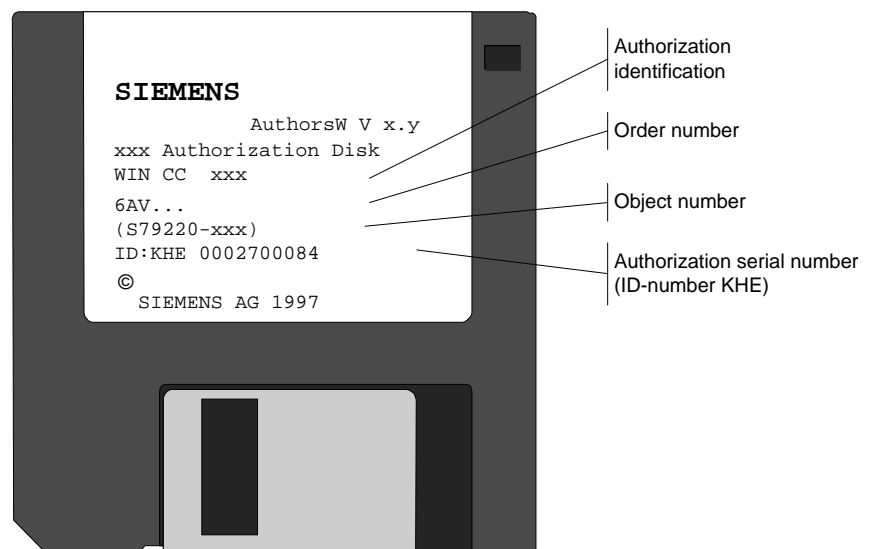 SIEMENS
AuthorsW V x.y
xxx Authorization Disk
WIN CC xxx
6AV...
(S79220-xxx)
ID:KHE 0002700084
©
SIEMENS AG 1997
Authorization
identification
Order number
Object number
Authorization serial number
(ID-number KHE)